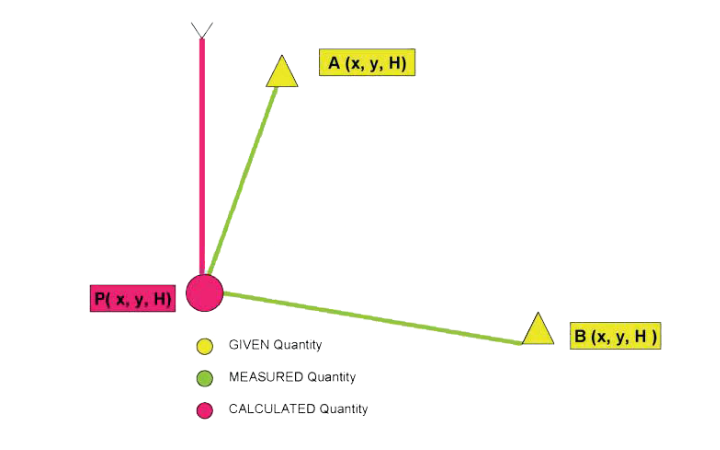 A (x, y, H)
P( x, y, H)
B (x, y, H )
GIVEN Quantity
MEASURED Quantity
CALCULATED Quantity